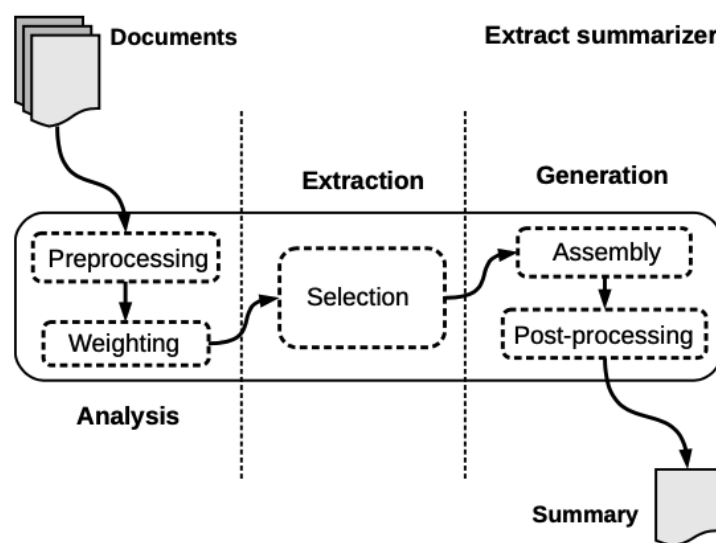 Documents
Extract summarizer
Extraction
Generation
Preprocessing
Weighting
Selection
Assembly
Post-processing
Analysis
Summary